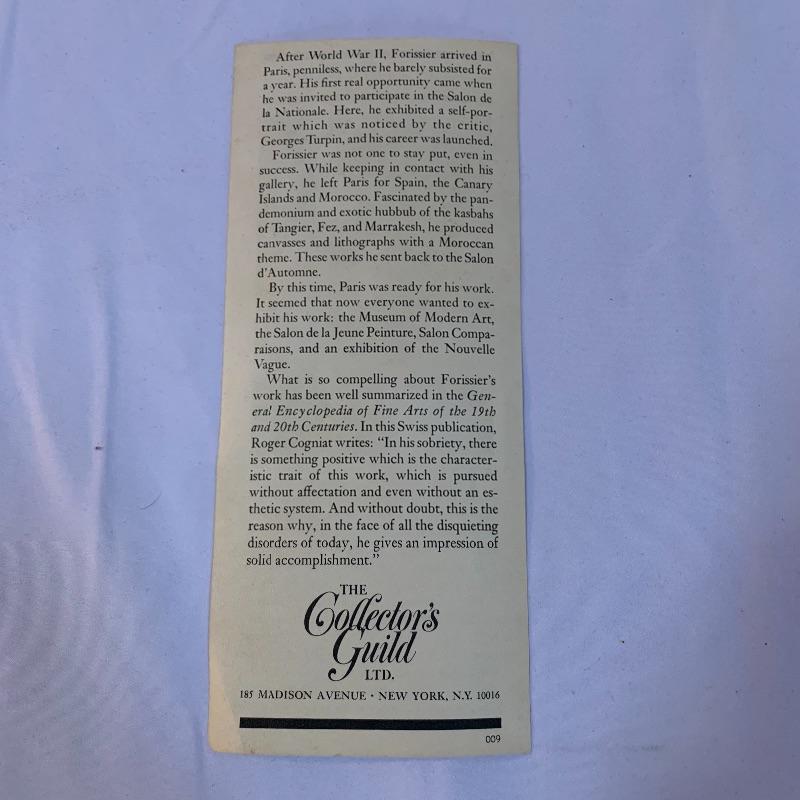 After World War II, Forissier arrived in
Paris, penniless, where he barely subsisted for
a year. His first real opportunity came when
he was invited to participate in the Salon de
la Nationale. Here, he exhibited a self-por-
trait which was noticed by the critic,
Georges Turpin, and his career was launched.
Forissier was not one to stay put, even in
success. While keeping in contact with his
gallery, he left Paris for Spain, the Canary
Islands and Morocco. Fascinated by the pan-
demonium and exotic hubbub of the kasbahs
of Tangier, Fez, and Marrakesh, he produced
canvasses and lithographs with a Moroccan
theme. These works he sent back to the Salon
d'Automne.
By this time, Paris was ready for his work.
It seemed that now everyone wanted to ex-
hibit his work: the Museum of Modern Art,
the Salon de la Jeune Peinture, Salon Compa-
raisons, and an exhibition of the Nouvelle
Vague.
What is so compelling about Forissier's
work has been well summarized in the Gen-
eral Encyclopedia of Fine Arts of the 19th
and 20th Centuries. In this Swiss publication,
Roger Cogniat writes: "In his sobriety, there
is something positive which is the character-
istic trait of this work, which is pursued
without affectation and even without an es-
thetic system. And without doubt, this is the
reason why, in the face of all the disquieting
disorders of today, he gives an impression of
solid accomplishment."
THE
Collector's
Guild
LTD.
185 MADISON AVENUE • NEW YORK, N.Y. 10016
009